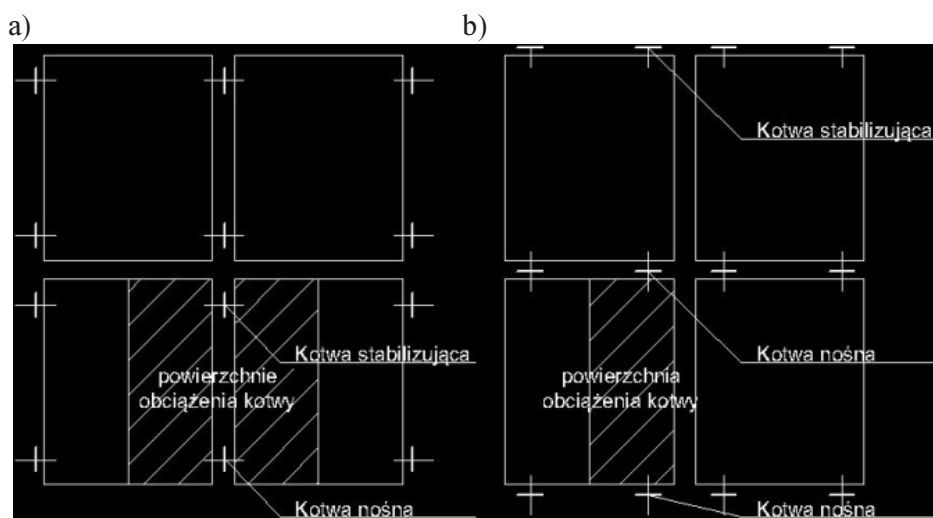 a)
b)
Kotwa stabilizująca
Kotwa stabilizująca
powierzchnie
obciążenia kotwy
Kotwa nośna
Kotwa nośna
powierzchnia
obciążenia kotwy
Kotwa nośna